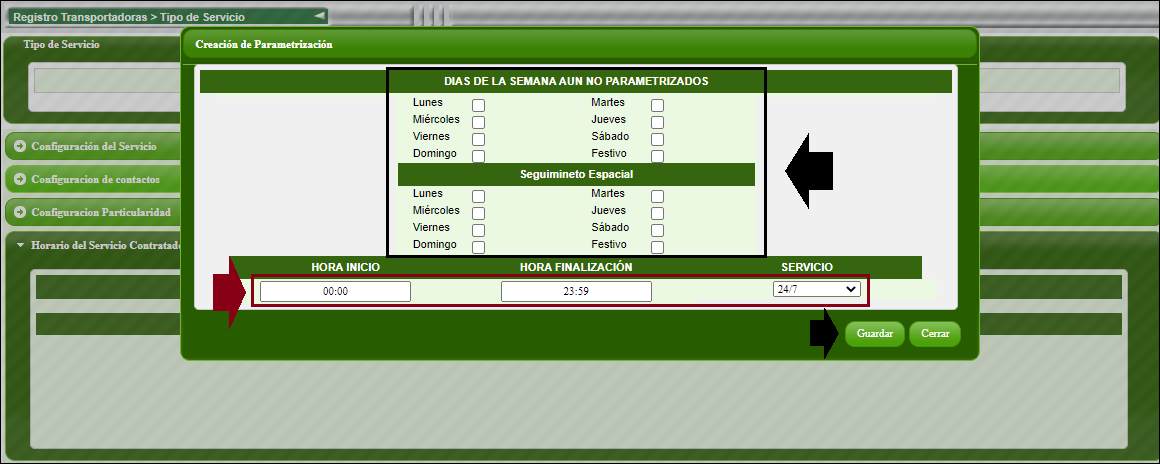 Registro Transportadoras > Tipo de Servicio
Tipo de Servicio
Creación de Parametrización
DIAS DE LA SEMANA AUN NO PARAMETRIZADOS
Lunes Martes
Miércoles Jueves
Viernes Sábado
Domingo Festivo
Seguimineto Espacial
Lunes Martes
Miércoles Jueves
Viernes Sábado
Domingo Festivo
HORA INICIO HORA FINALIZACIÓN SERVICIO
00:00 23:59 24/7
Guardar Cerrar
Configuración del Servicio
Configuracion de contactos
Configuracion Particularidad
Horario del Servicio Contratado